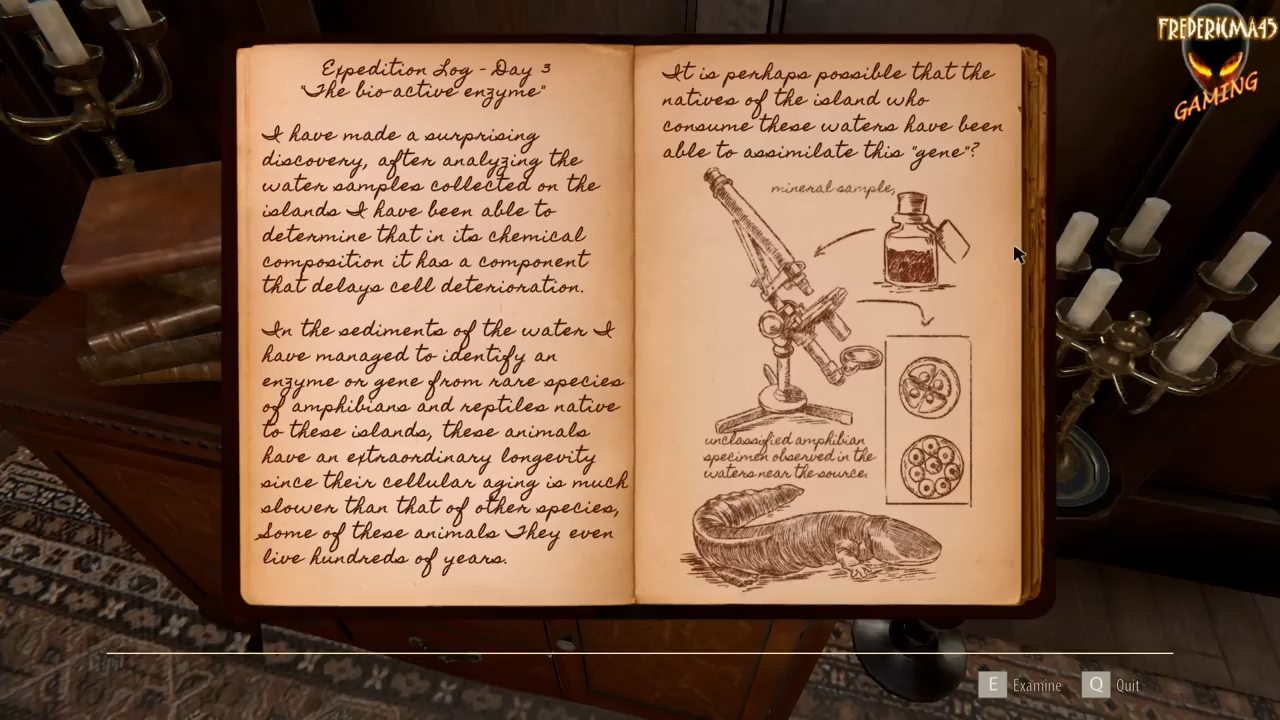 Expedition Log - Day 3
"The bio-active enzyme"
I have made a surprising
discovery, after analyzing the
water samples collected on the
islands I have been able to
determine that in its chemical
composition it has a component
that delays cell deterioration.
In the sediments of the water I
have managed to identify an
enzyme or gene from rare species
of amphibians and reptiles native
to these islands, these animals
have an extraordinary longevity
since their cellular aging is much
slower than that of other species,
Some of these animals They even
live hundreds of years.
It is perhaps possible that the
natives of the island who
consume these waters have been
able to assimilate this "gene"?
mineral sample,
unclassified amphibian
specimen observed in the
waters near the source.
FREDERICMA45
GAMING
E Examine Q Quit